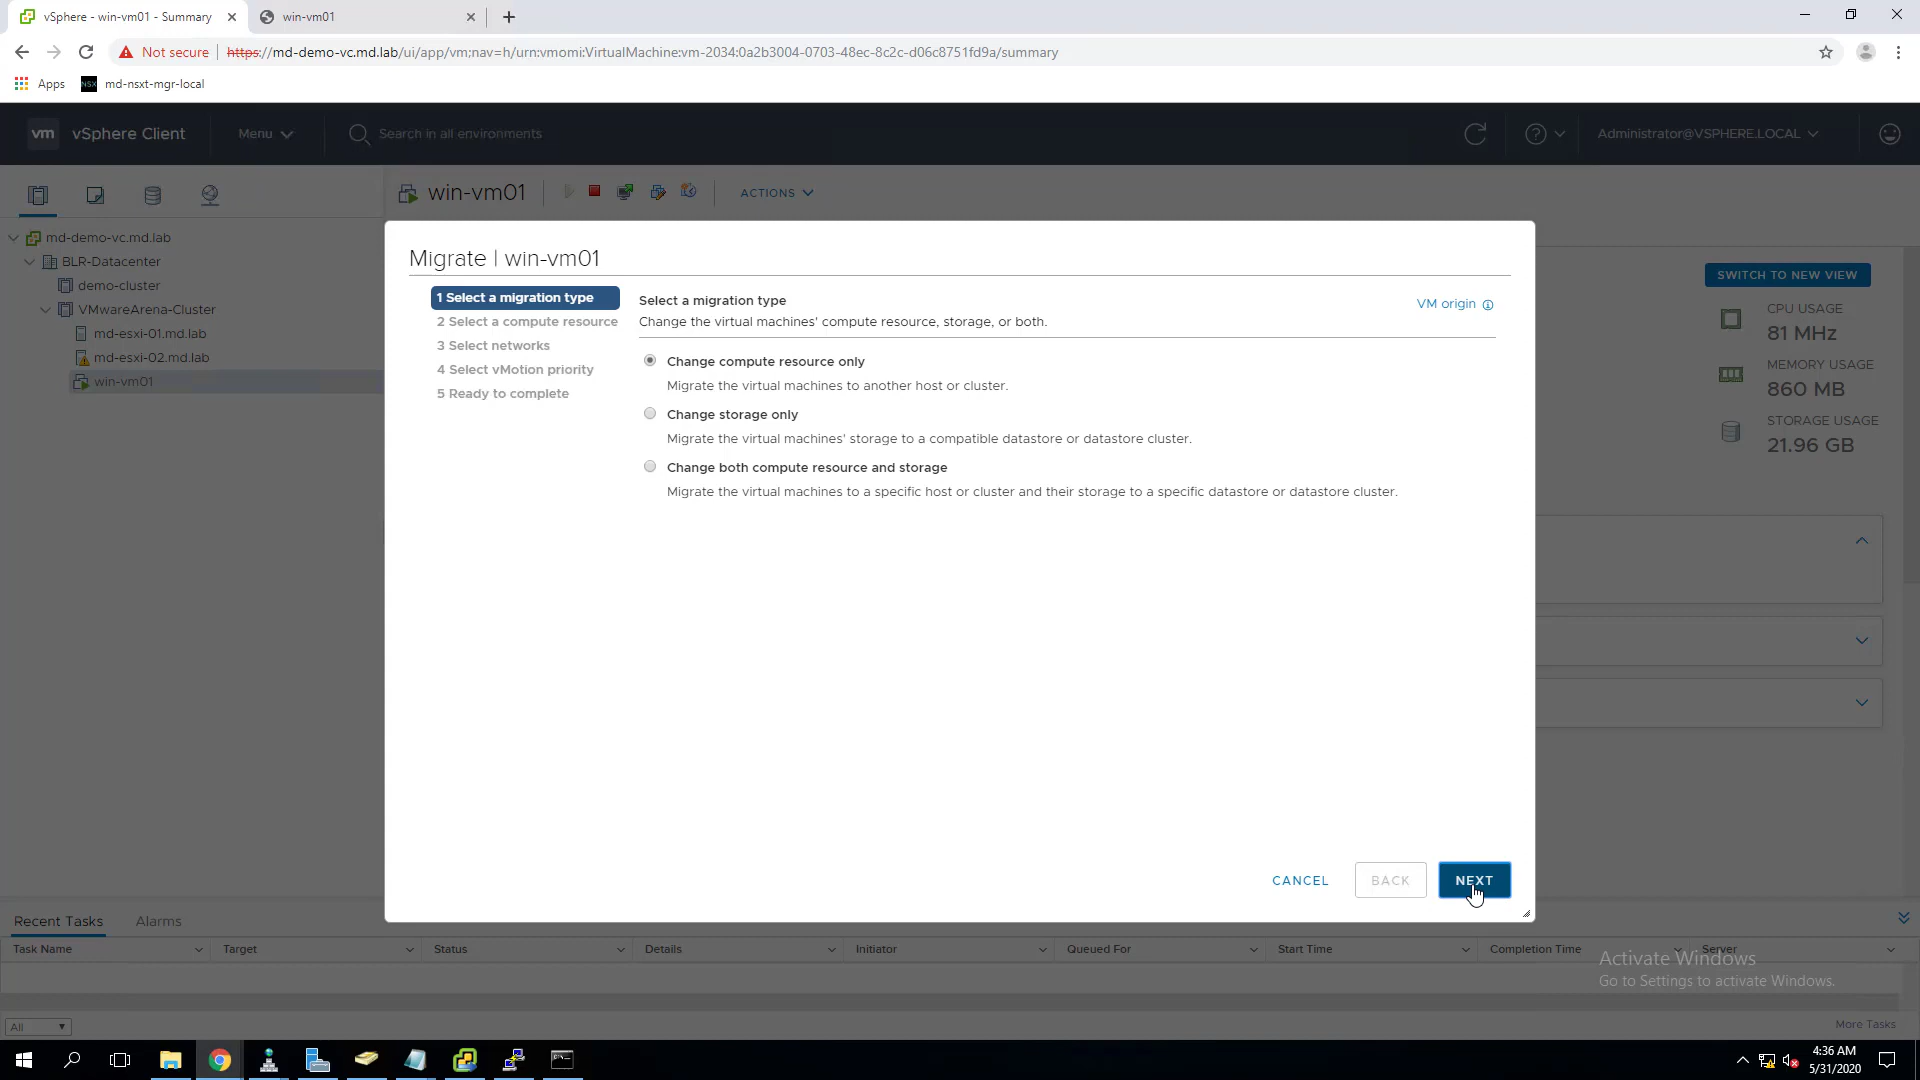 vSphere - win-vm01 - Summary
win-vm01
Not secure
https://md-demo-vc.md.lab/ui/app/vm;nav=h/urn:vmomi:VirtualMachine:vm-2034:0a2b3004-0703-48ec-8c2c-d06c8751fd9a/summary
Apps
NSX
md-nsxt-mgr-local
vm vSphere Client
Menu
Search in all environments
Administrator@VSPHERE.LOCAL
win-vm01
ACTIONS
md-demo-vc.md.lab
BLR-Datacenter
demo-cluster
VMwareArena-Cluster
md-esxi-01.md.lab
md-esxi-02.md.lab
win-vm01
Migrate | win-vm01
1 Select a migration type
2 Select a compute resource
3 Select networks
4 Select vMotion priority
5 Ready to complete
Select a migration type
VM origin
Change the virtual machines' compute resource, storage, or both.
Change compute resource only
Migrate the virtual machines to another host or cluster.
Change storage only
Migrate the virtual machines' storage to a compatible datastore or datastore cluster.
Change both compute resource and storage
Migrate the virtual machines to a specific host or cluster and their storage to a specific datastore or datastore cluster.
CANCEL
BACK
NEXT
SWITCH TO NEW VIEW
CPU USAGE
81 MHz
MEMORY USAGE
860 MB
STORAGE USAGE
21.96 GB
Recent Tasks
Alarms
Task Name
Target
Status
Details
Initiator
Queued For
Start Time
Completion Time
Server
Activate Windows
Go to Settings to activate Windows.
All
More Tasks
4:36 AM
5/31/2020